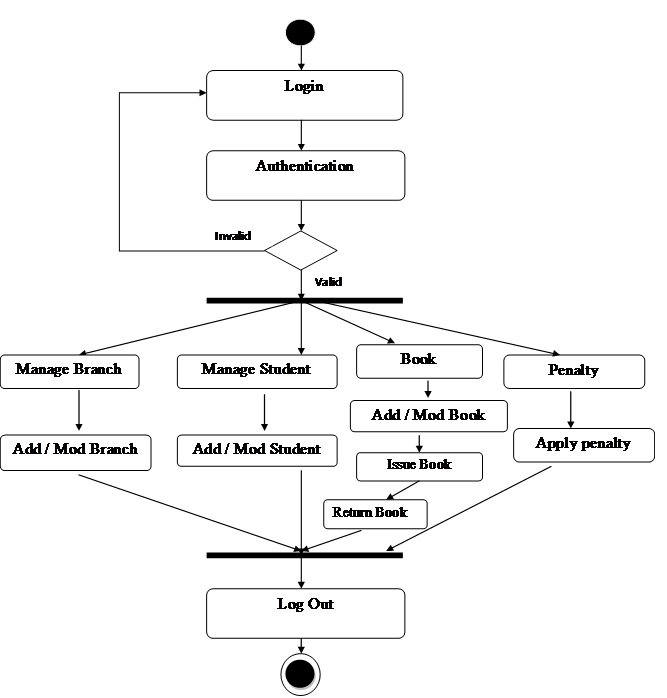 Login
Authentication
Invalid
Valid
Manage Branch
Manage Student
Book
Penalty
Add / Mod Branch
Add / Mod Student
Add / Mod Book
Apply penalty
Issue Book
Return Book
Log Out